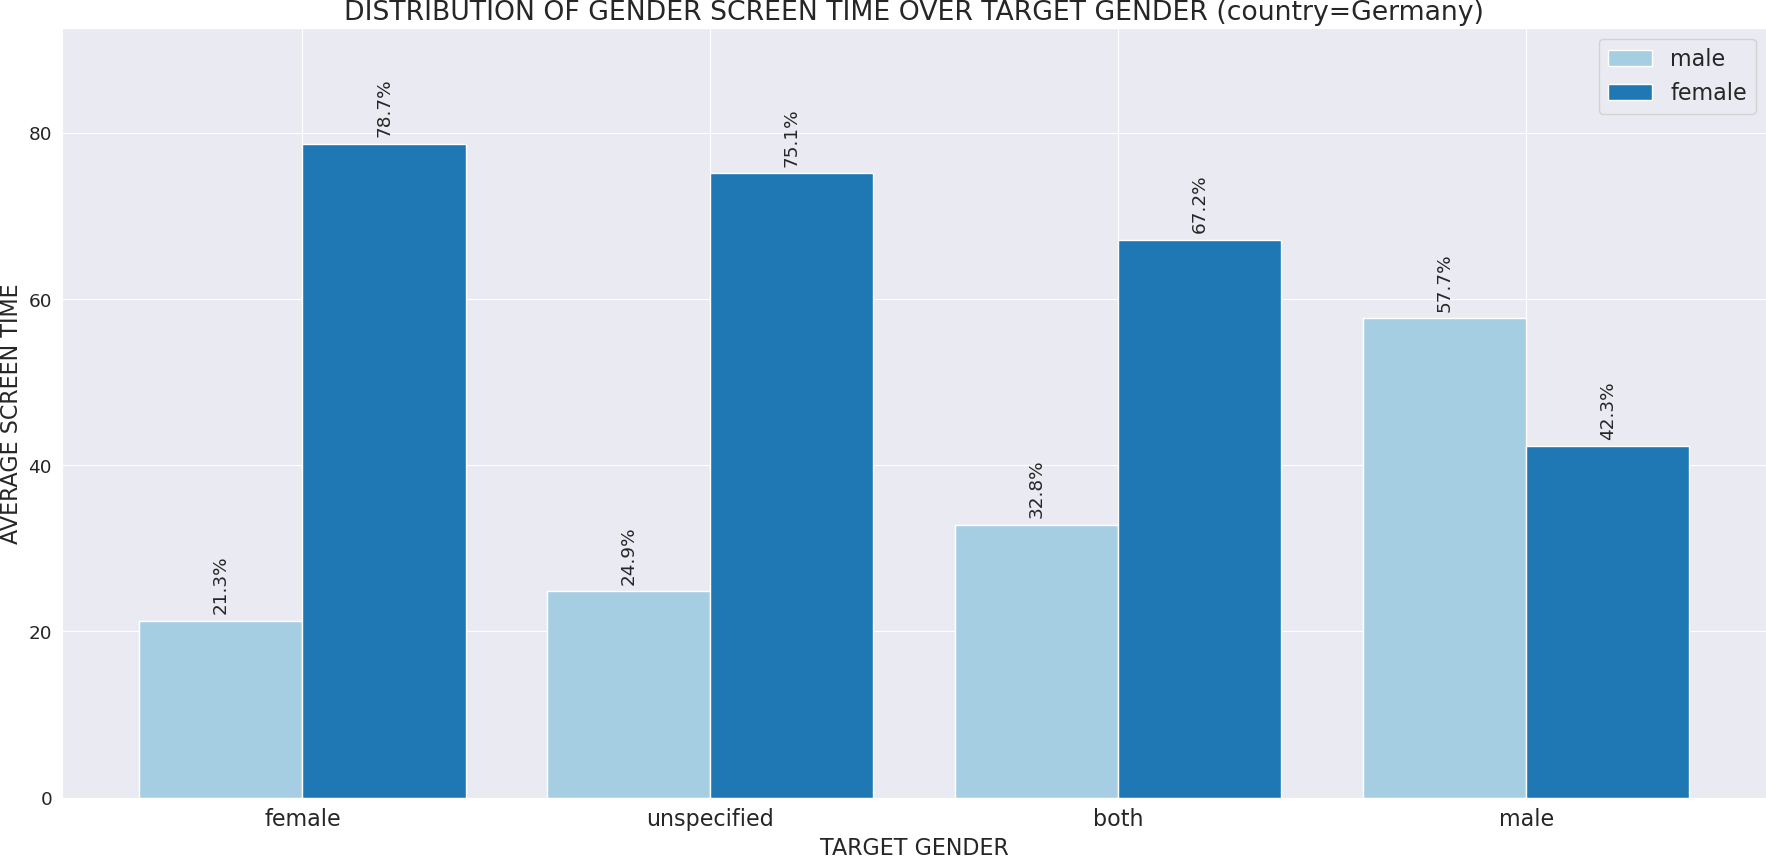 DISTRIBUTION OF GENDER SCREEN TIME OVER TARGET GENDER (country=Germany)
male
female
AVERAGE SCREEN TIME
80
60
40
20
0
21.3%
78.7%
24.9%
75.1%
32.8%
67.2%
57.7%
42.3%
female
unspecified
both
male
TARGET GENDER